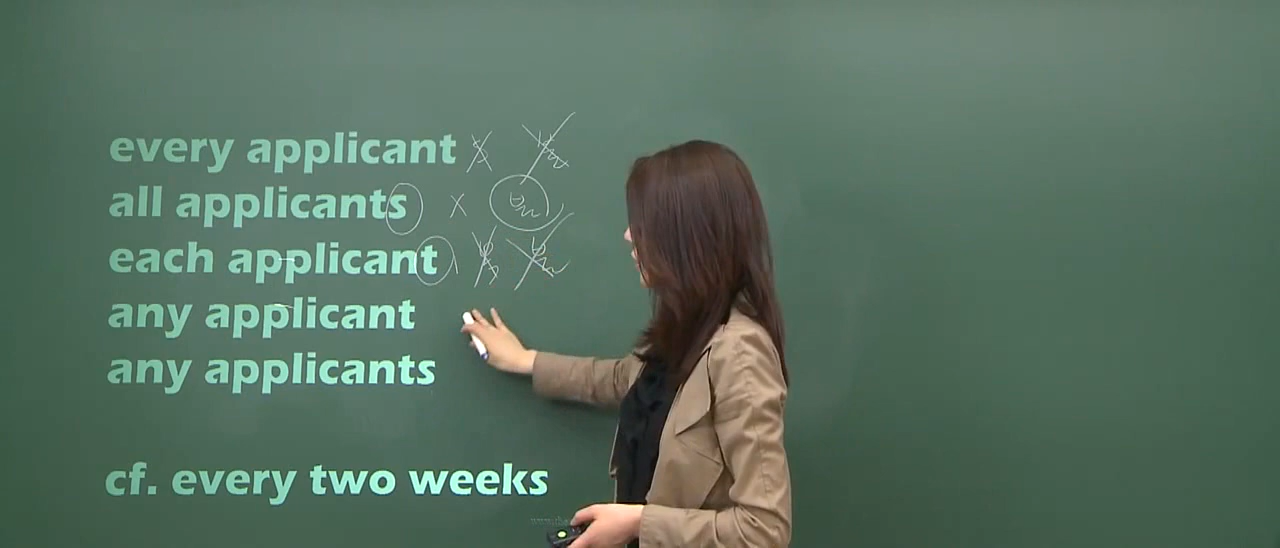 every applicant
all applicants
each applicant
any applicant
any applicants
cf. every two weeks